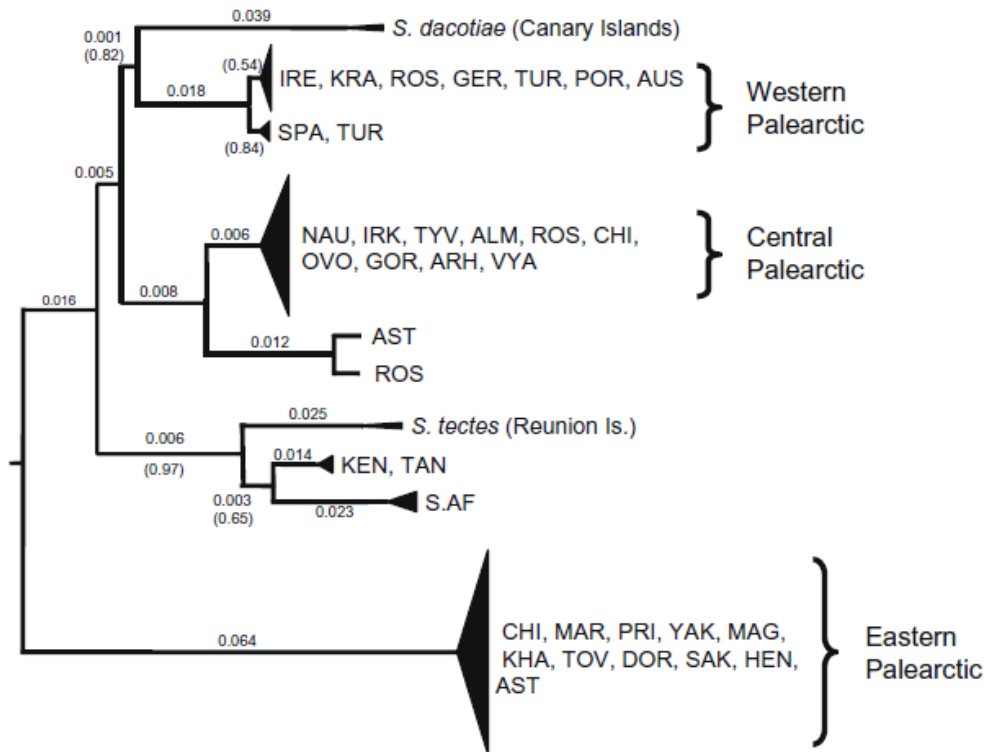 0.039
S. dacotiae (Canary Islands)
0.001
(0.82)
(0.54)
IRE, KRA, ROS, GER, TUR, POR, AUS
0.018
SPA, TUR
(0.84)
Western
Palearctic
0.005
0.006
NAU, IRK, TYV, ALM, ROS, CHI,
OVO, GOR, ARH, VYA
Central
Palearctic
0.008
0.016
0.012
AST
ROS
0.025
S. tectes (Reunion Is.)
0.006
(0.97)
0.014
KEN, TAN
0.003
(0.65)
0.023
S.AF
0.064
CHI, MAR, PRI, YAK, MAG,
KHA, TOV, DOR, SAK, HEN,
AST
Eastern
Palearctic